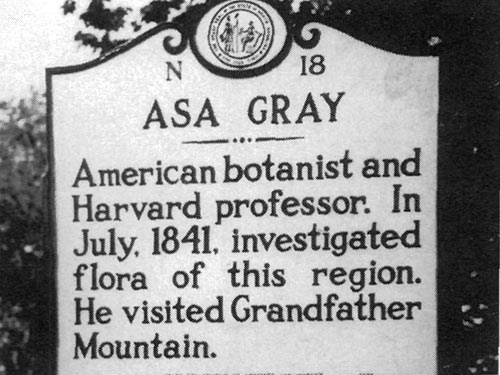 N 18
ASA GRAY
American botanist and
Harvard professor. In
July, 1841, investigated
flora of this region.
He visited Grandfather
Mountain.